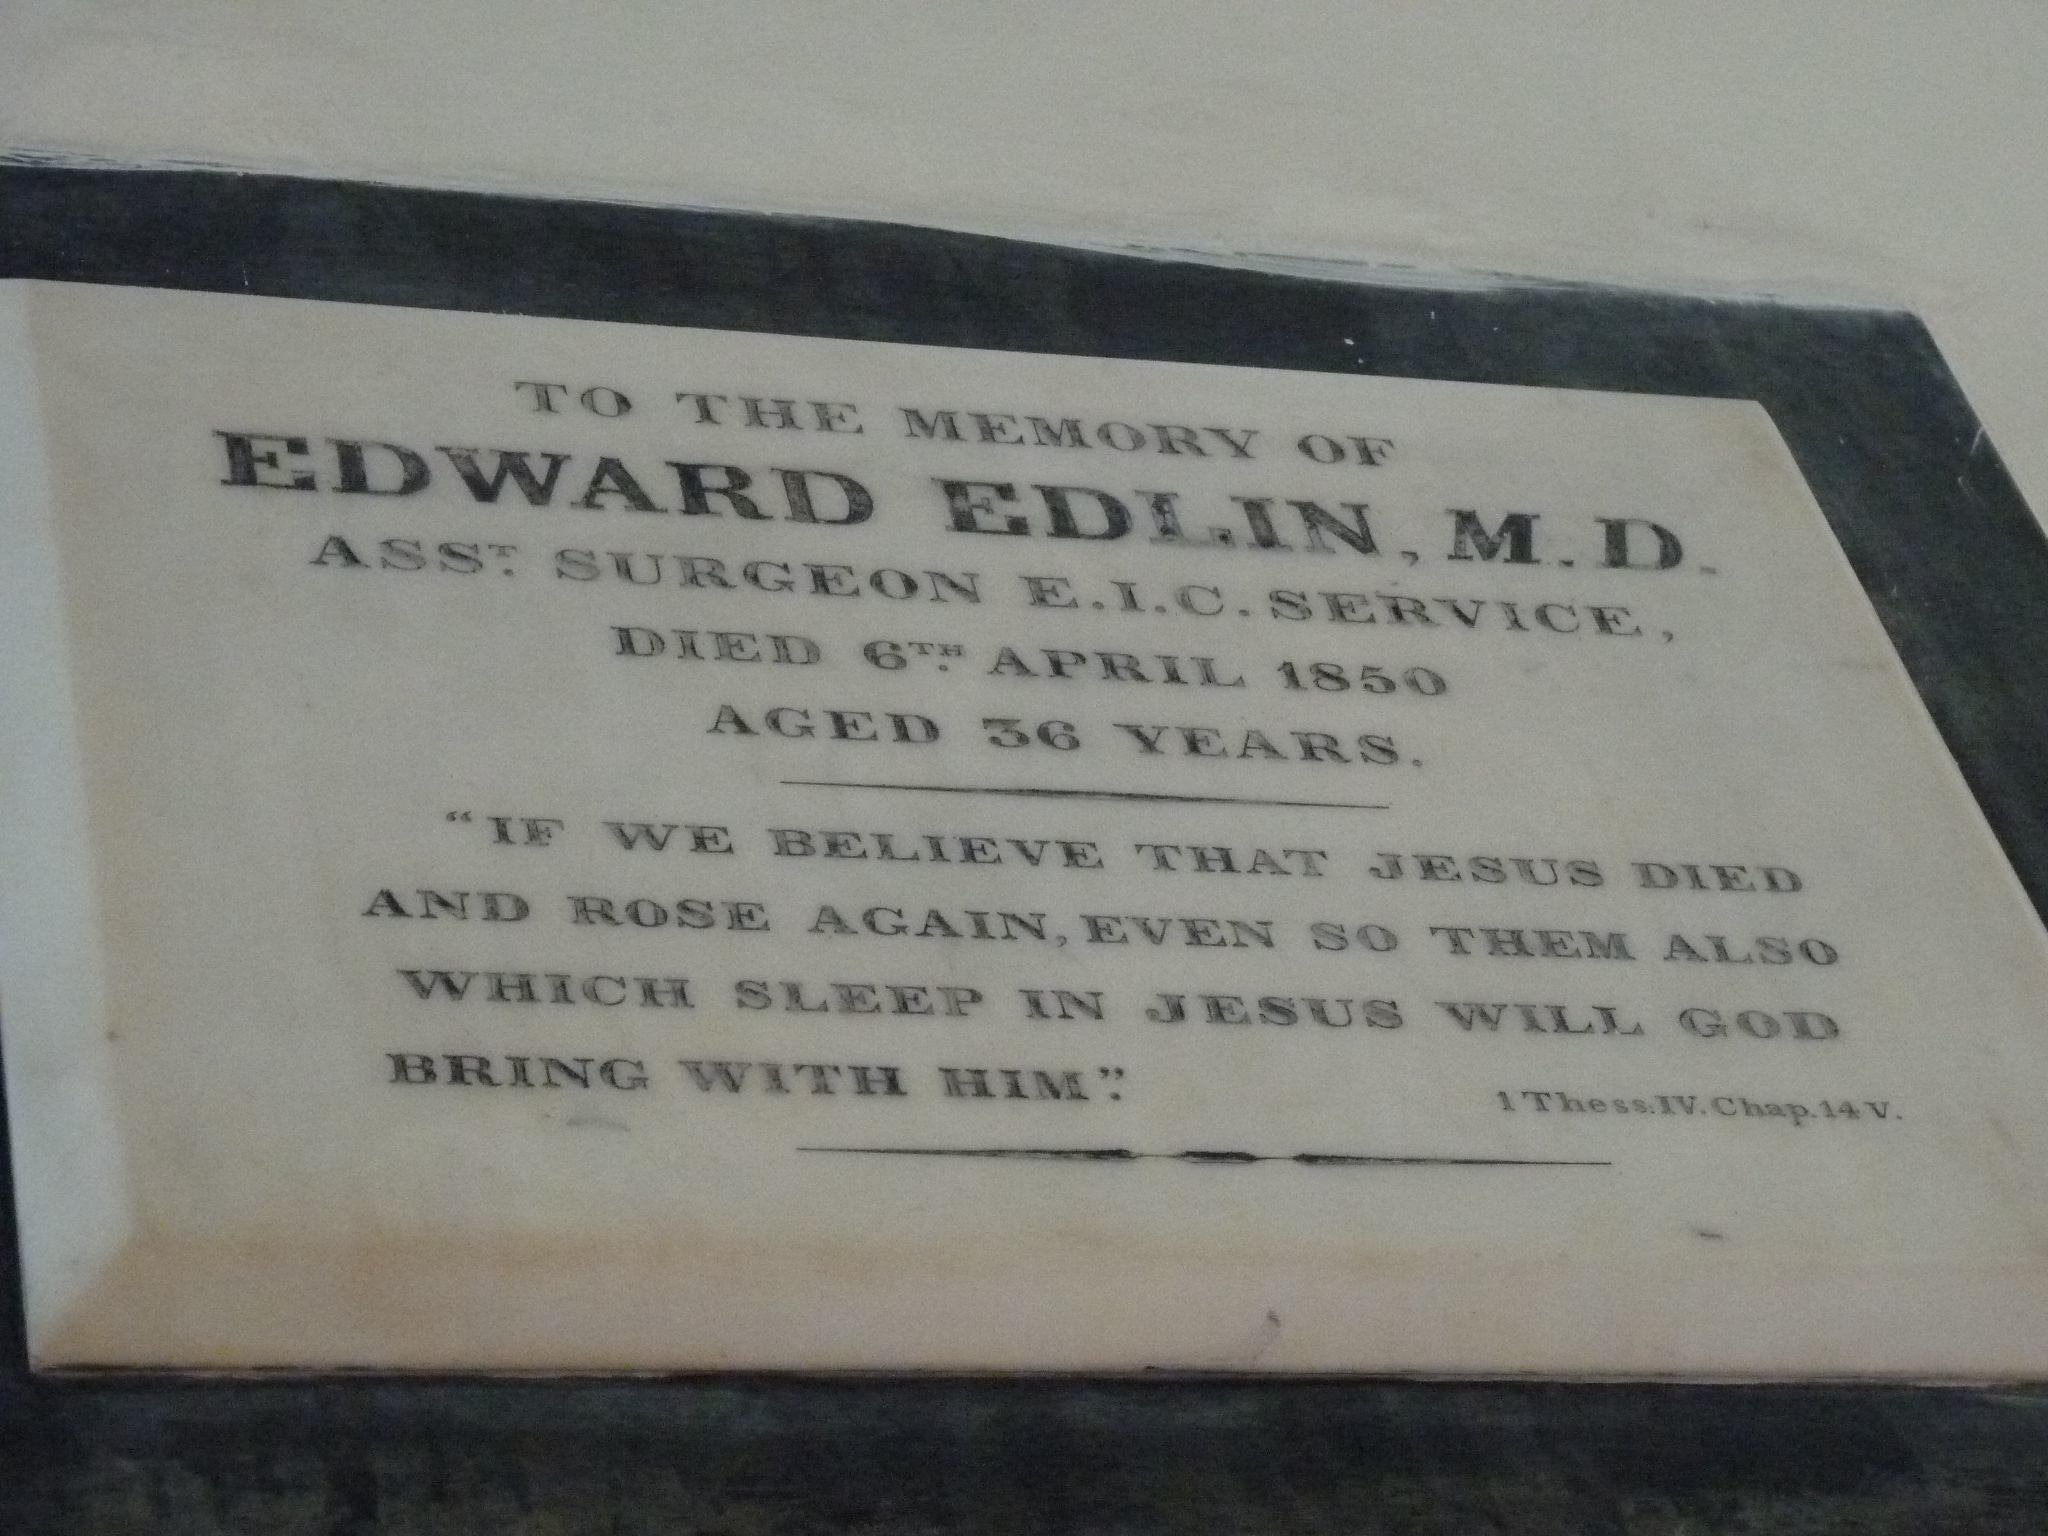 TO THE MEMORY OF
EDWARD EDLIN, M.D.
ASST. SURGEON E.I.C. SERVICE,
DIED 6TH. APRIL 1850
AGED 36 YEARS.
"IF WE BELIEVE THAT JESUS DIED
AND ROSE AGAIN, EVEN SO THEM ALSO
WHICH SLEEP IN JESUS WILL GOD
BRING WITH HIM".
1 Thess. IV. Chap. 14 V.